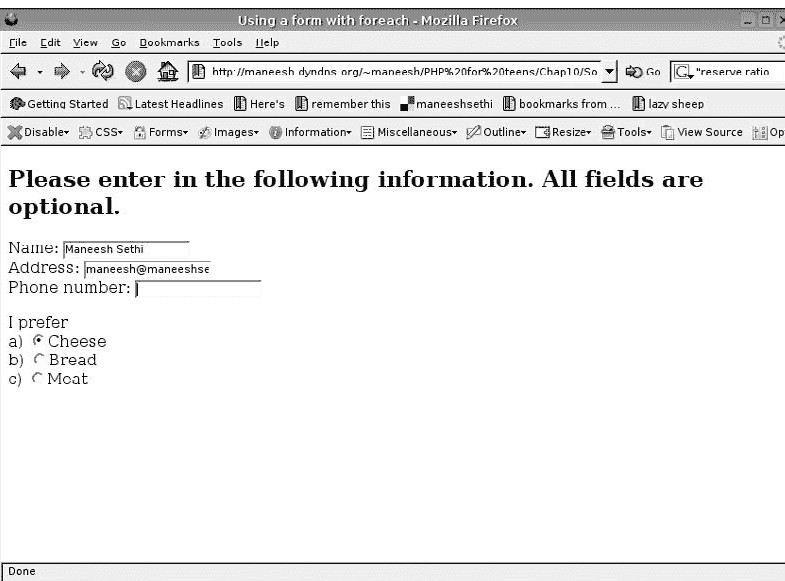 Using a form with foreach - Mozilla Firefox
File Edit View Go Bookmarks Tools Help
http://maneesh.dyndns.org/~maneesh/PHP%20for%20teens/Chap10/So Go "reserve ratio
Getting Started Latest Headlines Here's remember this maneeshsethi bookmarks from ... lazy sheep
Disable CSS Forms Images Information Miscellaneous Outline Resize Tools View Source Op
Please enter in the following information. All fields are
optional.
Name: Maneesh Sethi
Address: maneesh@maneeshse
Phone number:
I prefer
a) Cheese
b) Bread
c) Meat
Done